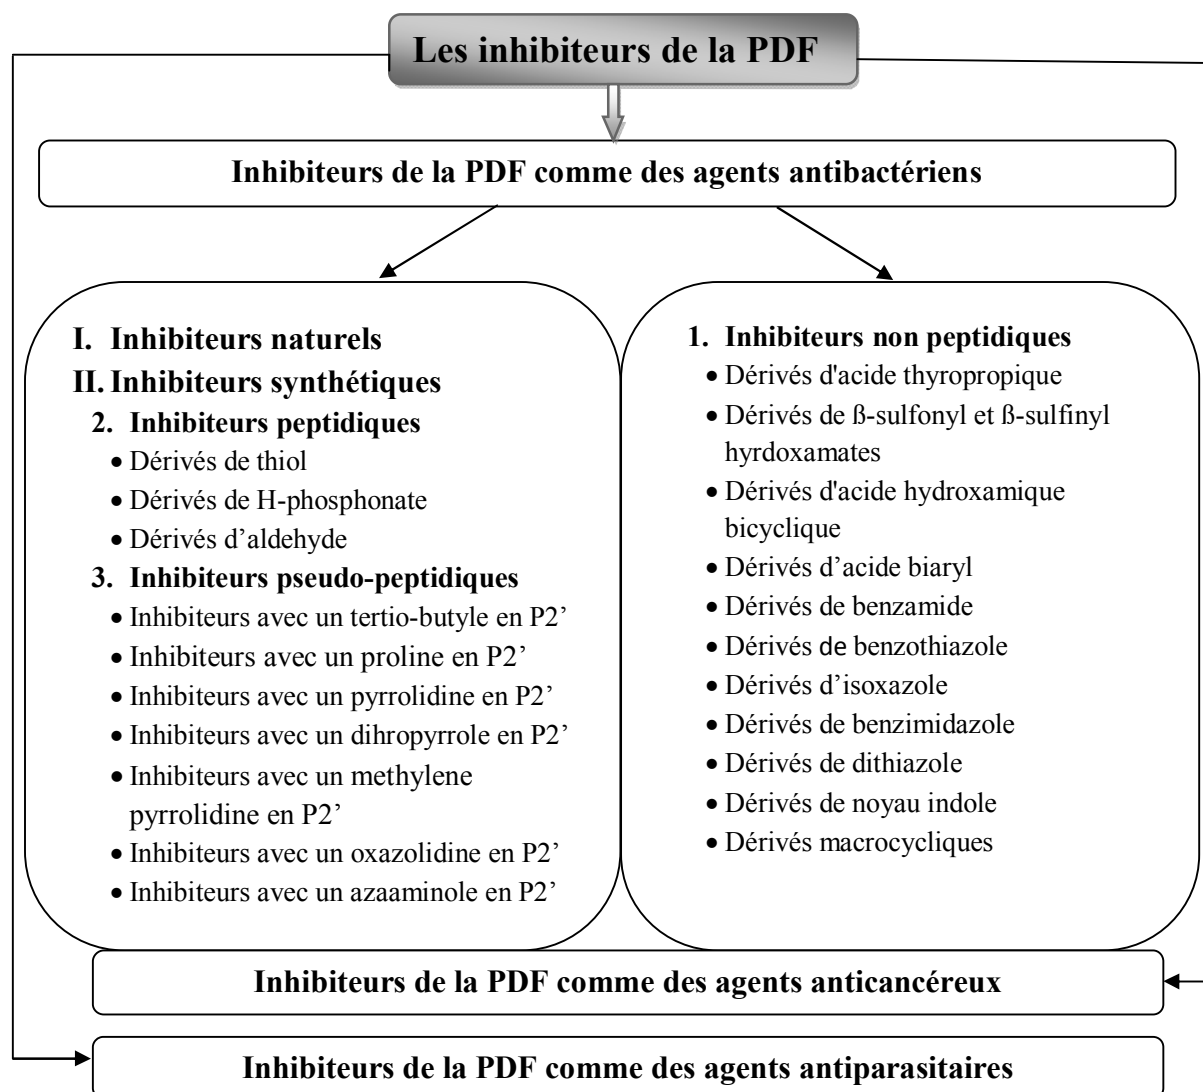 Les inhibiteurs de la PDF
Inhibiteurs de la PDF comme des agents antibactériens
I. Inhibiteurs naturels
II. Inhibiteurs synthétiques
2. Inhibiteurs peptidiques
• Dérivés de thiol
• Dérivés de H-phosphonate
• Dérivés d’aldehyde
3. Inhibiteurs pseudo-peptidiques
• Inhibiteurs avec un tertio-butyle en P2’
• Inhibiteurs avec un proline en P2’
• Inhibiteurs avec un pyrrolidine en P2’
• Inhibiteurs avec un dihropyrrole en P2’
• Inhibiteurs avec un methylene
pyrrolidine en P2’
• Inhibiteurs avec un oxazolidine en P2’
• Inhibiteurs avec un azaaminole en P2’
1. Inhibiteurs non peptidiques
• Dérivés d'acide thyropropique
• Dérivés de ß-sulfonyl et ß-sulfinyl
hyrdoxamates
• Dérivés d'acide hydroxamique
bicyclique
• Dérivés d’acide biaryl
• Dérivés de benzamide
• Dérivés de benzothiazole
• Dérivés d’isoxazole
• Dérivés de benzimidazole
• Dérivés de dithiazole
• Dérivés de noyau indole
• Dérivés macrocycliques
Inhibiteurs de la PDF comme des agents anticancéreux
Inhibiteurs de la PDF comme des agents antiparasitaires